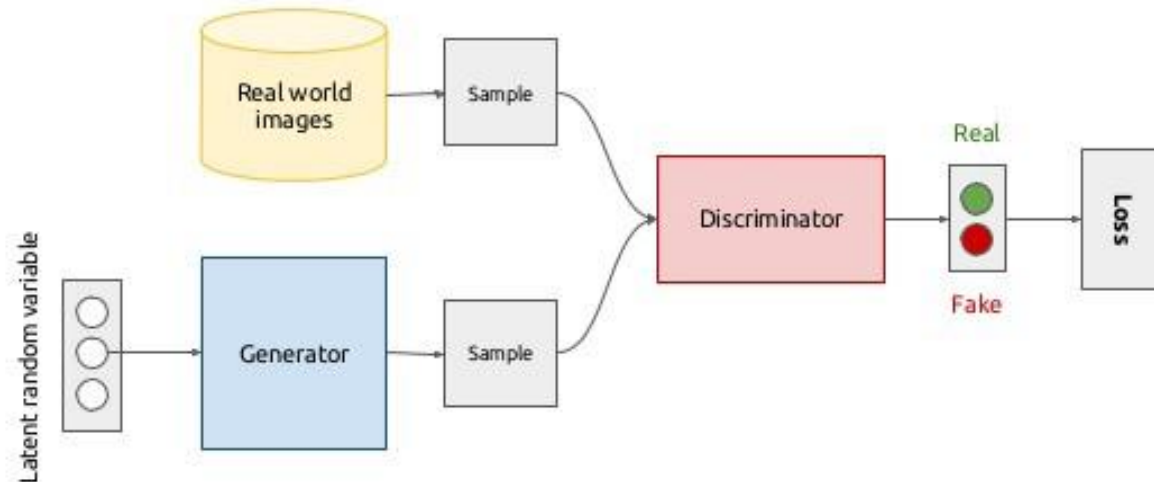 Real world
images
Sample
Latent random variable
Generator
Sample
Discriminator
Real
Fake
Loss